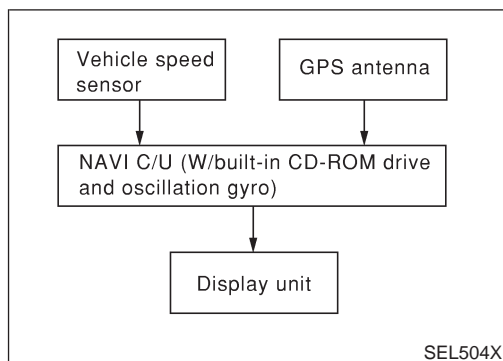 Vehicle speed
sensor
GPS antenna
NAVI C/U (W/built-in CD-ROM drive
and oscillation gyro)
Display unit
SEL504X